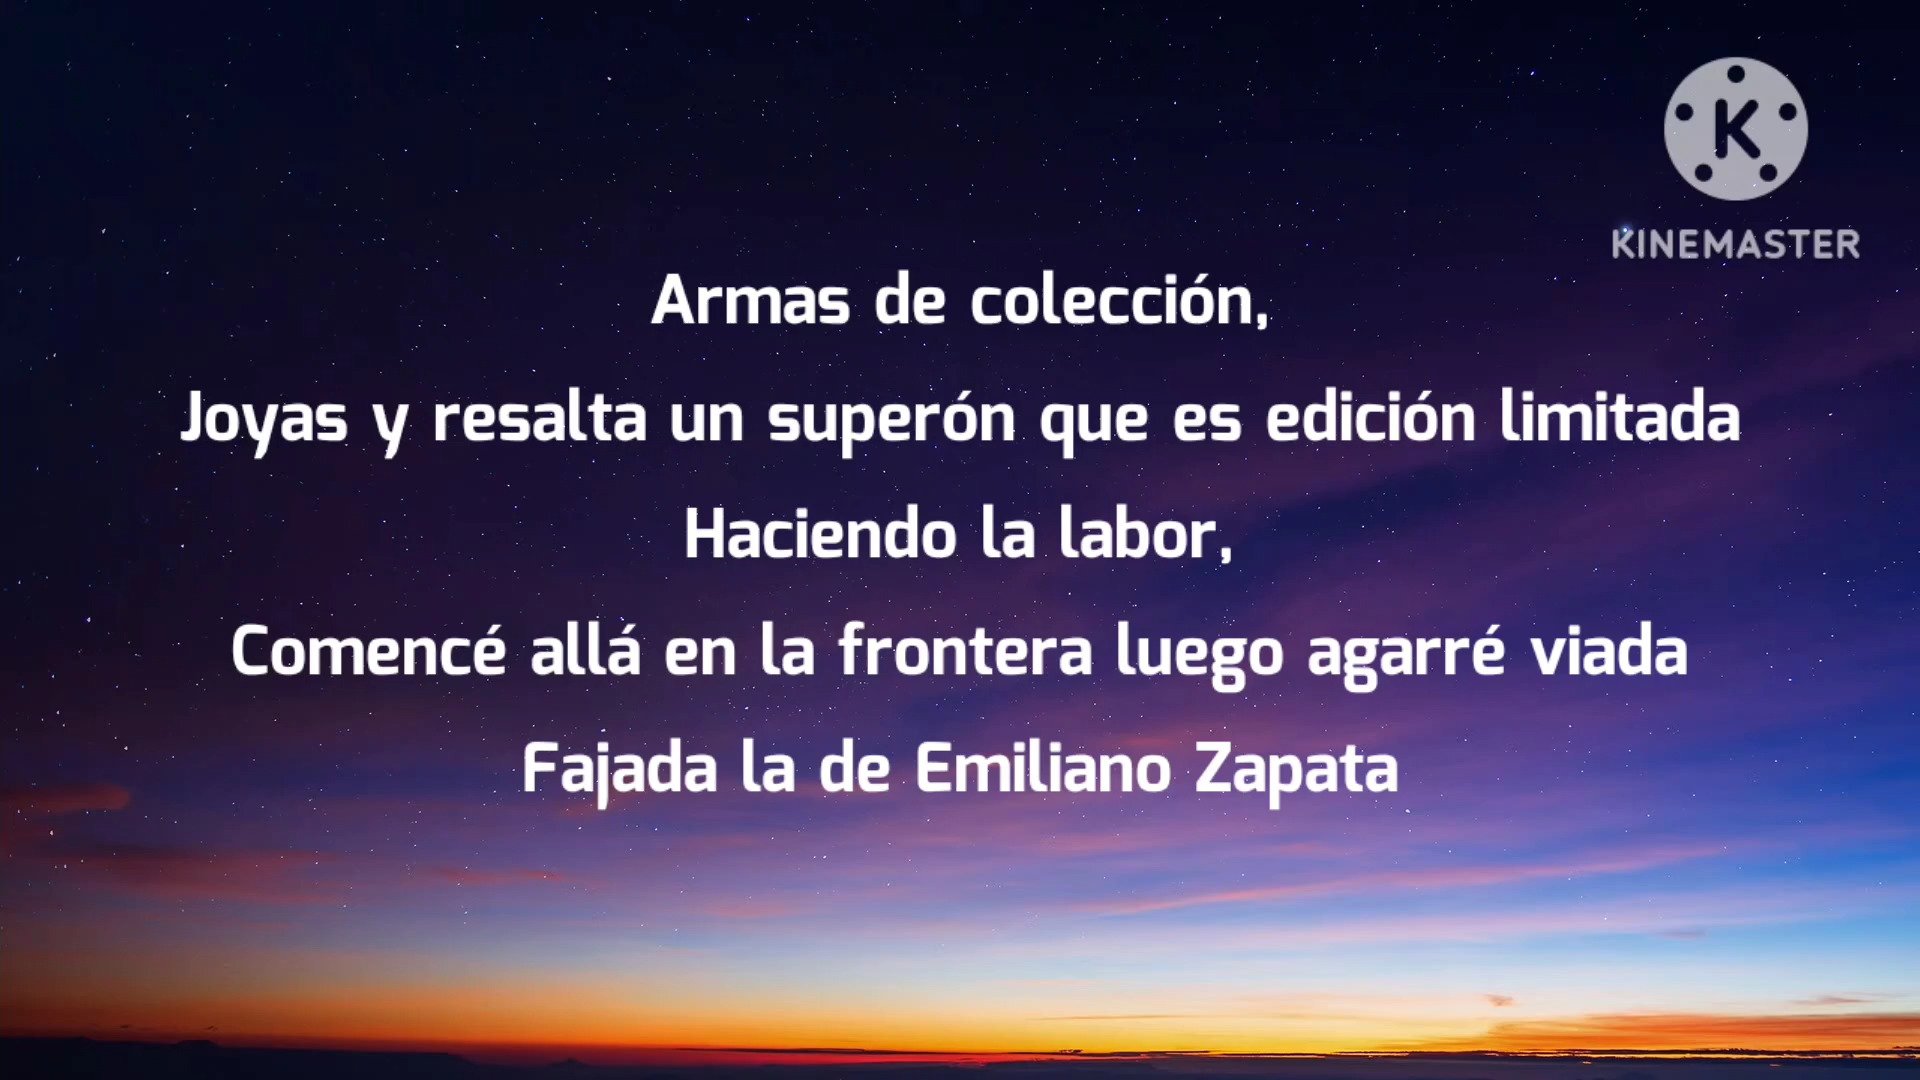 K
KINEMASTER
Armas de colección,
Joyas y resalta un superón que es edición limitada
Haciendo la labor,
Comencé allá en la frontera luego agarré viada
Fajada la de Emiliano Zapata